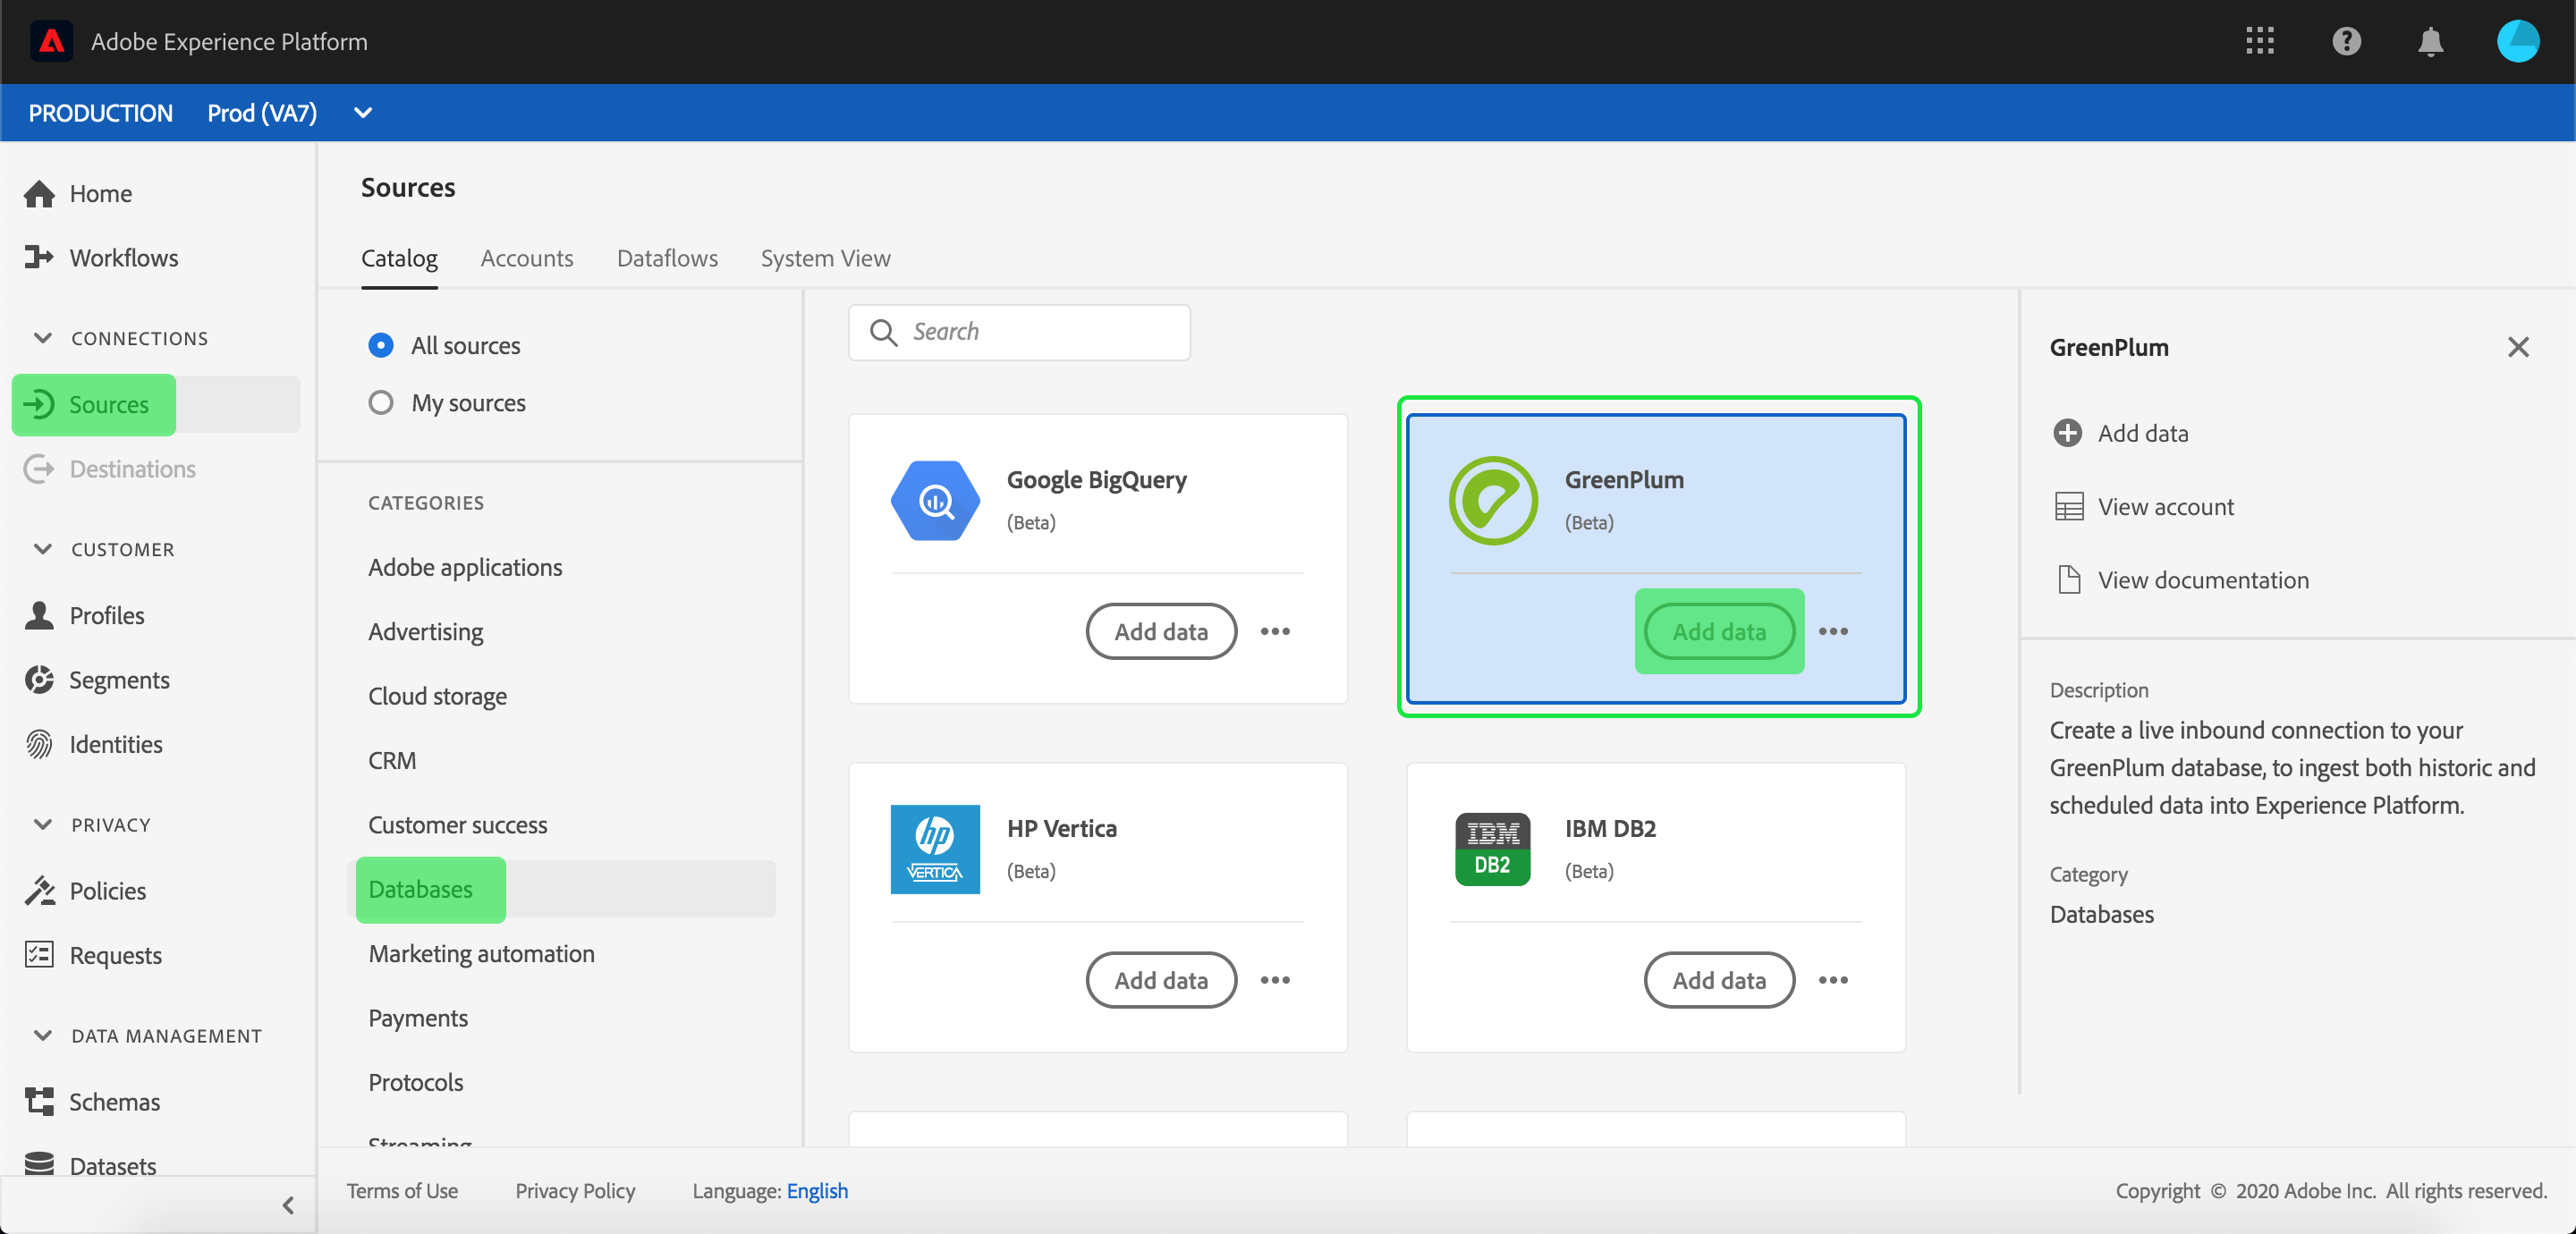 Adobe Experience Platform
PRODUCTION Prod (VA7)
Home
Workflows
CONNECTIONS
Sources
Destinations
CUSTOMER
Profiles
Segments
Identities
PRIVACY
Policies
Requests
DATA MANAGEMENT
Schemas
Datasets
Sources
Catalog Accounts Dataflows System View
All sources
My sources
CATEGORIES
Adobe applications
Advertising
Cloud storage
CRM
Customer success
Databases
Marketing automation
Payments
Protocols
Streaming
Search
Google BigQuery
(Beta)
Add data
GreenPlum
(Beta)
Add data
hp
VERTICA
HP Vertica
(Beta)
Add data
IBM
DB2
IBM DB2
(Beta)
Add data
GreenPlum
Add data
View account
View documentation
Description
Create a live inbound connection to your
GreenPlum database, to ingest both historic and
scheduled data into Experience Platform.
Category
Databases
Terms of Use Privacy Policy Language: English
Copyright © 2020 Adobe Inc. All rights reserved.